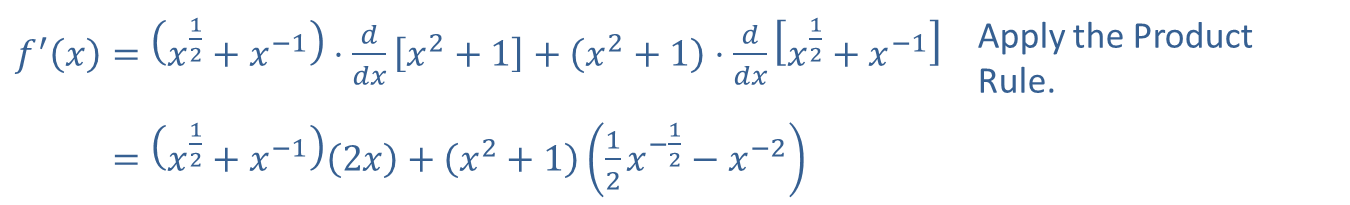 f′(x) = (x^{1/2} + x^{−1}) · d/dx [x² + 1] + (x² + 1) · d/dx [x^{1/2} + x^{−1}] Apply the Product
Rule.
= (x^{1/2} + x^{−1})(2x) + (x² + 1)(1/2 x^{−1/2} − x^{−2})